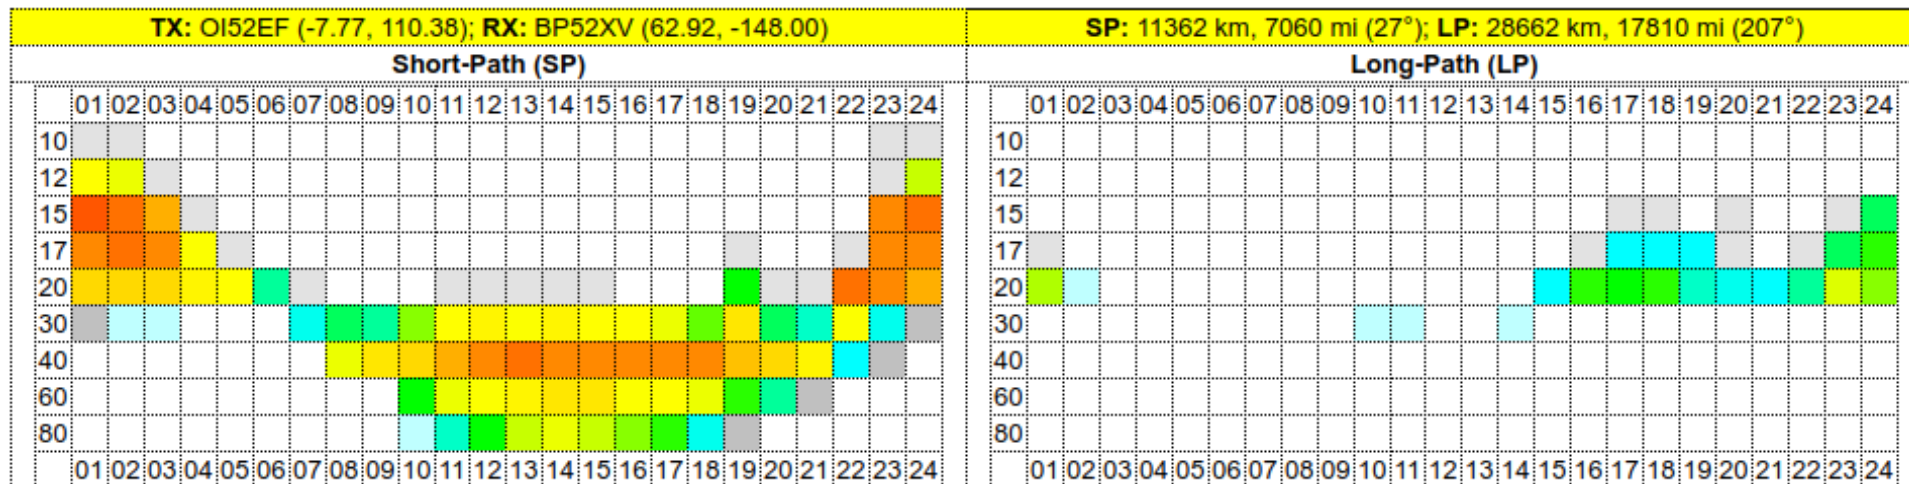 TX: OI52EF (-7.77, 110.38); RX: BP52XV (62.92, -148.00) SP: 11362 km, 7060 mi (27°); LP: 28662 km, 17810 mi (207°)
Short-Path (SP) Long-Path (LP)
01 02 03 04 05 06 07 08 09 10 11 12 13 14 15 16 17 18 19 20 21 22 23 24 01 02 03 04 05 06 07 08 09 10 11 12 13 14 15 16 17 18 19 20 21 22 23 24
10 10
12 12
15 15
17 17
20 20
30 30
40 40
60 60
80 80
01 02 03 04 05 06 07 08 09 10 11 12 13 14 15 16 17 18 19 20 21 22 23 24 01 02 03 04 05 06 07 08 09 10 11 12 13 14 15 16 17 18 19 20 21 22 23 24